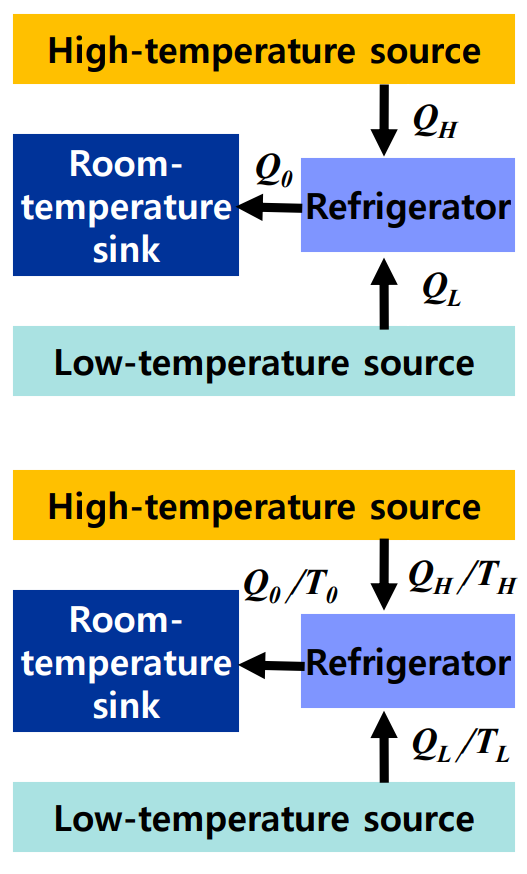 High-temperature source
Q_H
Room-
temperature
sink
Q_0
Refrigerator
Q_L
Low-temperature source
High-temperature source
Q_0/T_0
Q_H/T_H
Room-
temperature
sink
Refrigerator
Q_L/T_L
Low-temperature source